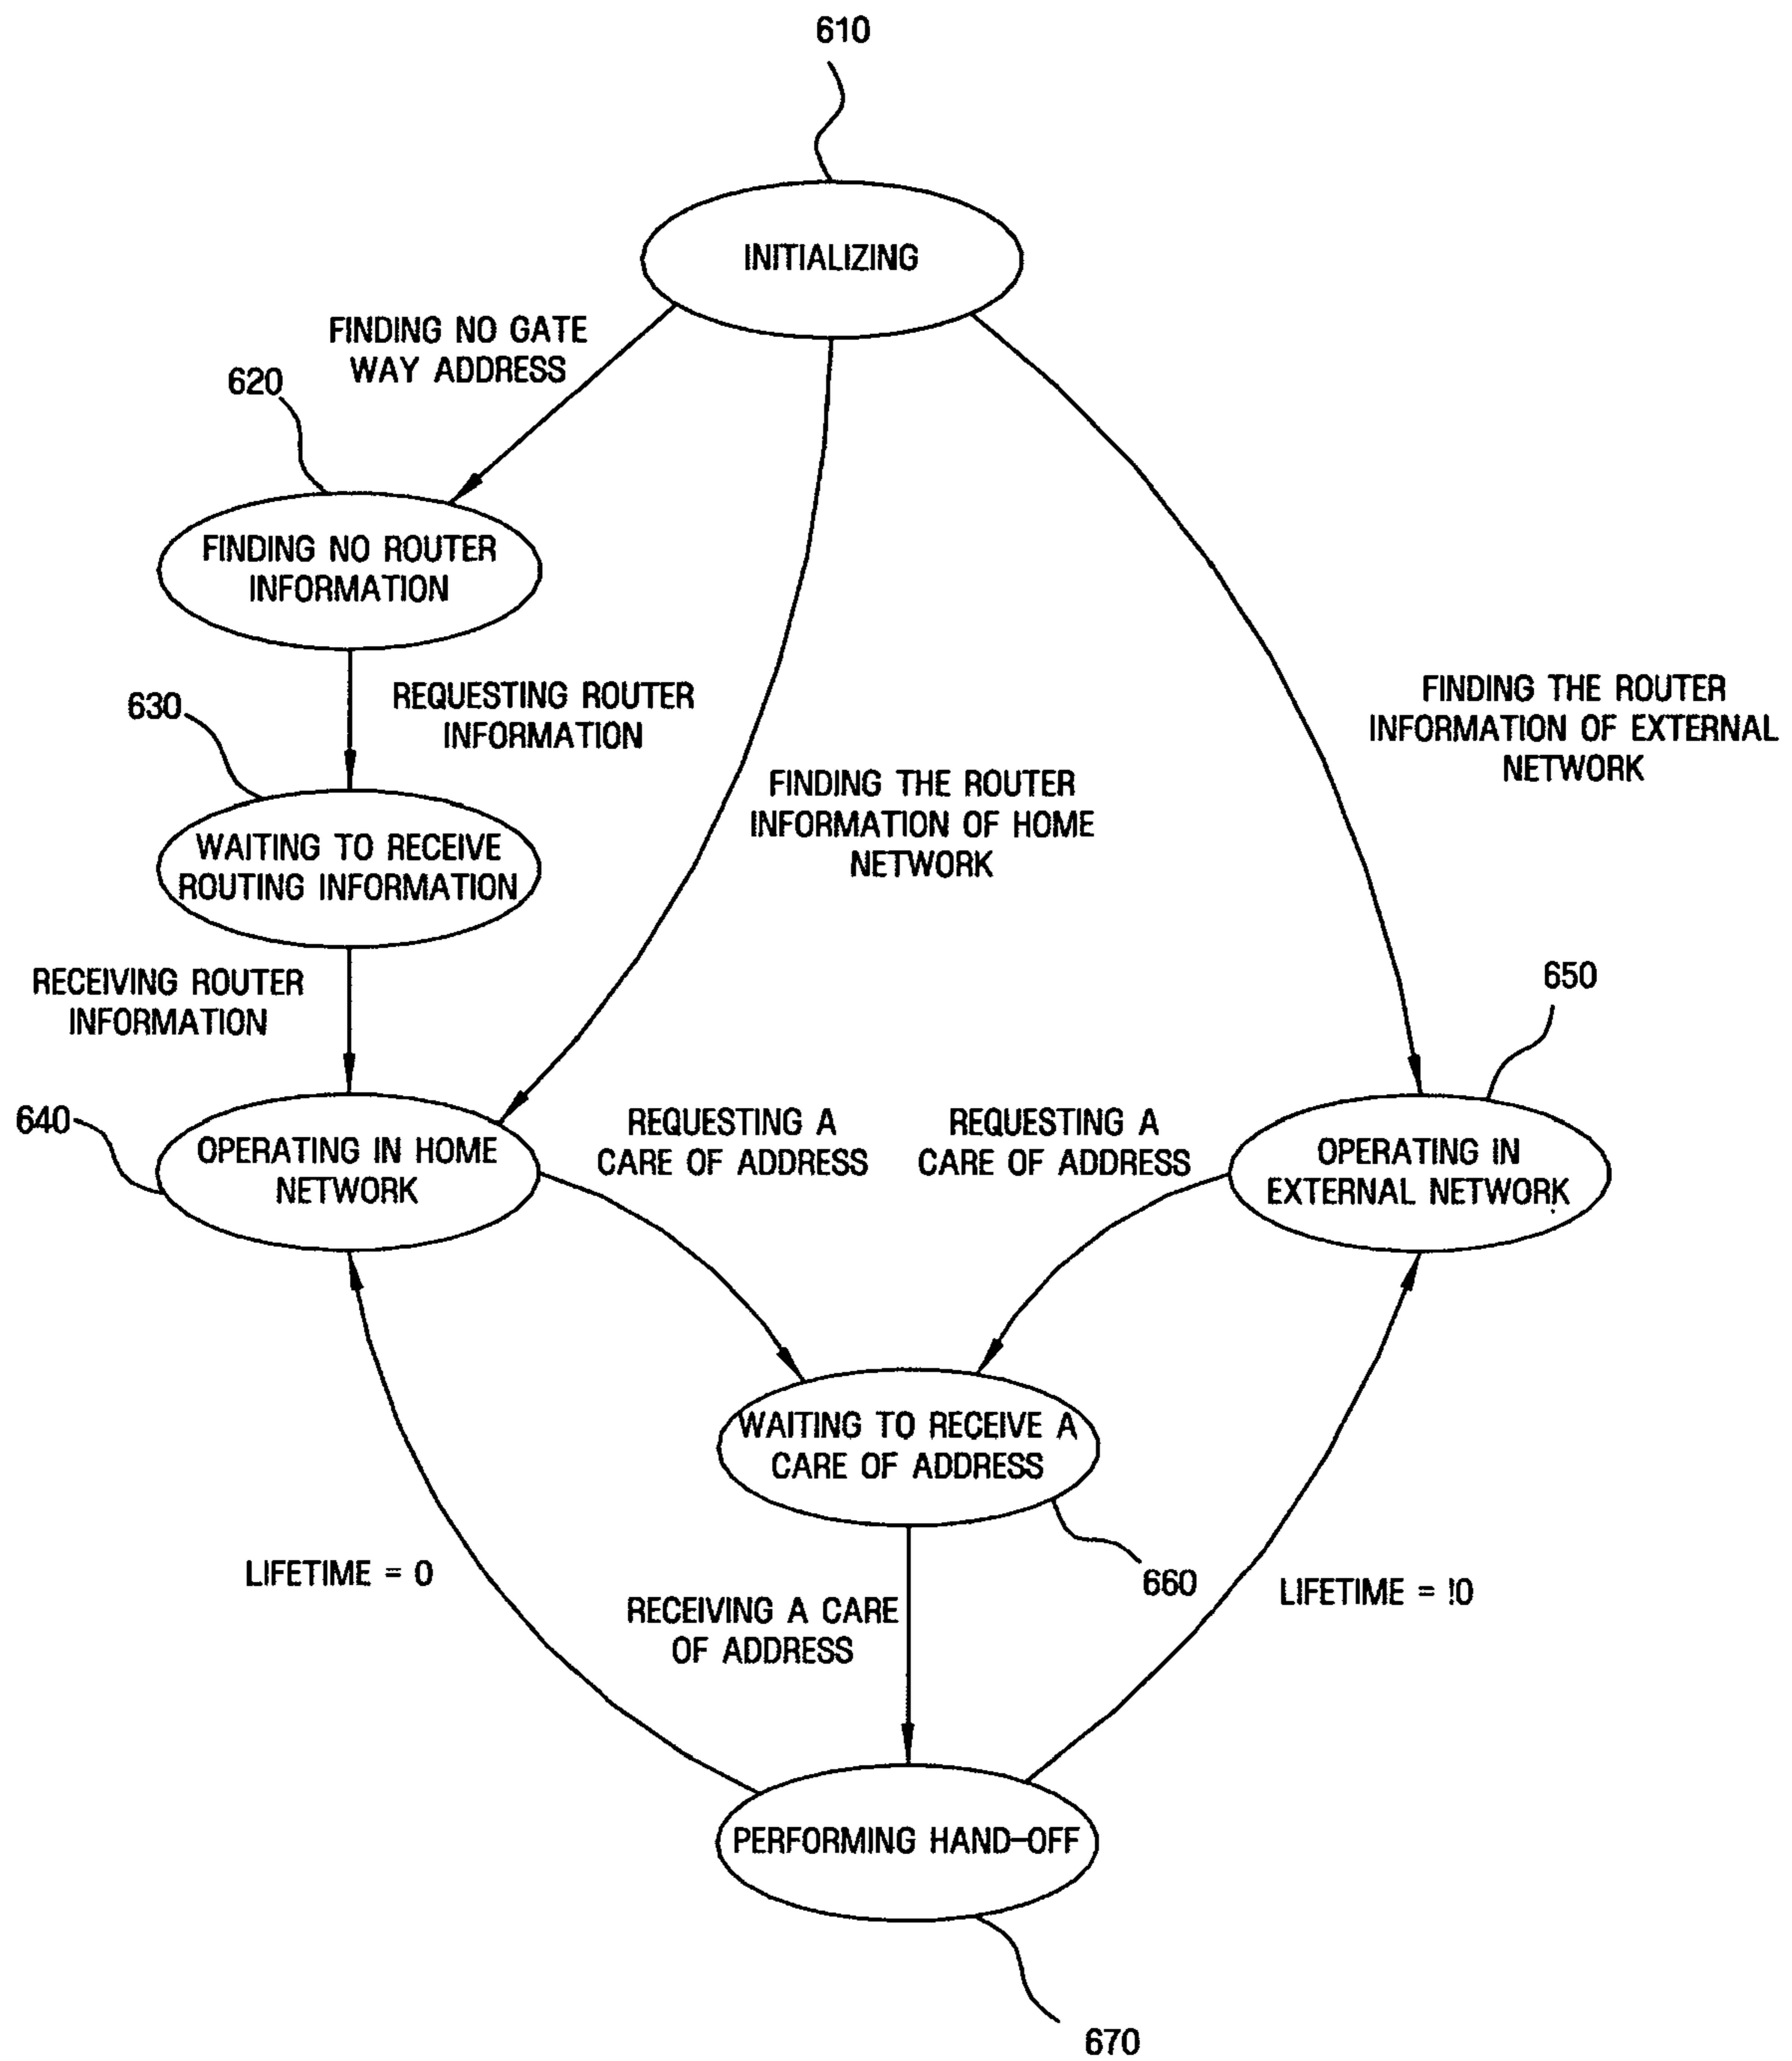 610
INITIALIZING
FINDING NO GATE
WAY ADDRESS
620
FINDING NO ROUTER
INFORMATION
REQUESTING ROUTER
INFORMATION
630
FINDING THE ROUTER
INFORMATION OF EXTERNAL
NETWORK
FINDING THE ROUTER
INFORMATION OF HOME
NETWORK
WAITING TO RECEIVE
ROUTING INFORMATION
RECEIVING ROUTER
INFORMATION
650
640
OPERATING IN HOME
NETWORK
REQUESTING A
CARE OF ADDRESS
REQUESTING A
CARE OF ADDRESS
OPERATING IN
EXTERNAL NETWORK
WAITING TO RECEIVE A
CARE OF ADDRESS
660
LIFETIME = 0
RECEIVING A CARE
OF ADDRESS
LIFETIME = !0
PERFORMING HAND-OFF
670